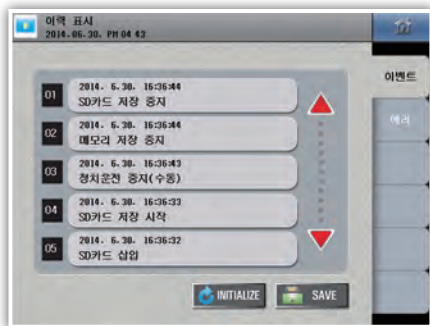 이력 표시
2014.06.30. PM 04 43
이벤트
에러
01
2014. 6.30. 16:36:44
SD카드 저장 중지
02
2014. 6.30. 16:36:44
메모리 저장 중지
03
2014. 6.30. 16:36:43
정치운전 중지(수동)
04
2014. 6.30. 16:36:33
SD카드 저장 시작
05
2014. 6.30. 16:36:32
SD카드 삽입
INITIALIZE
SAVE